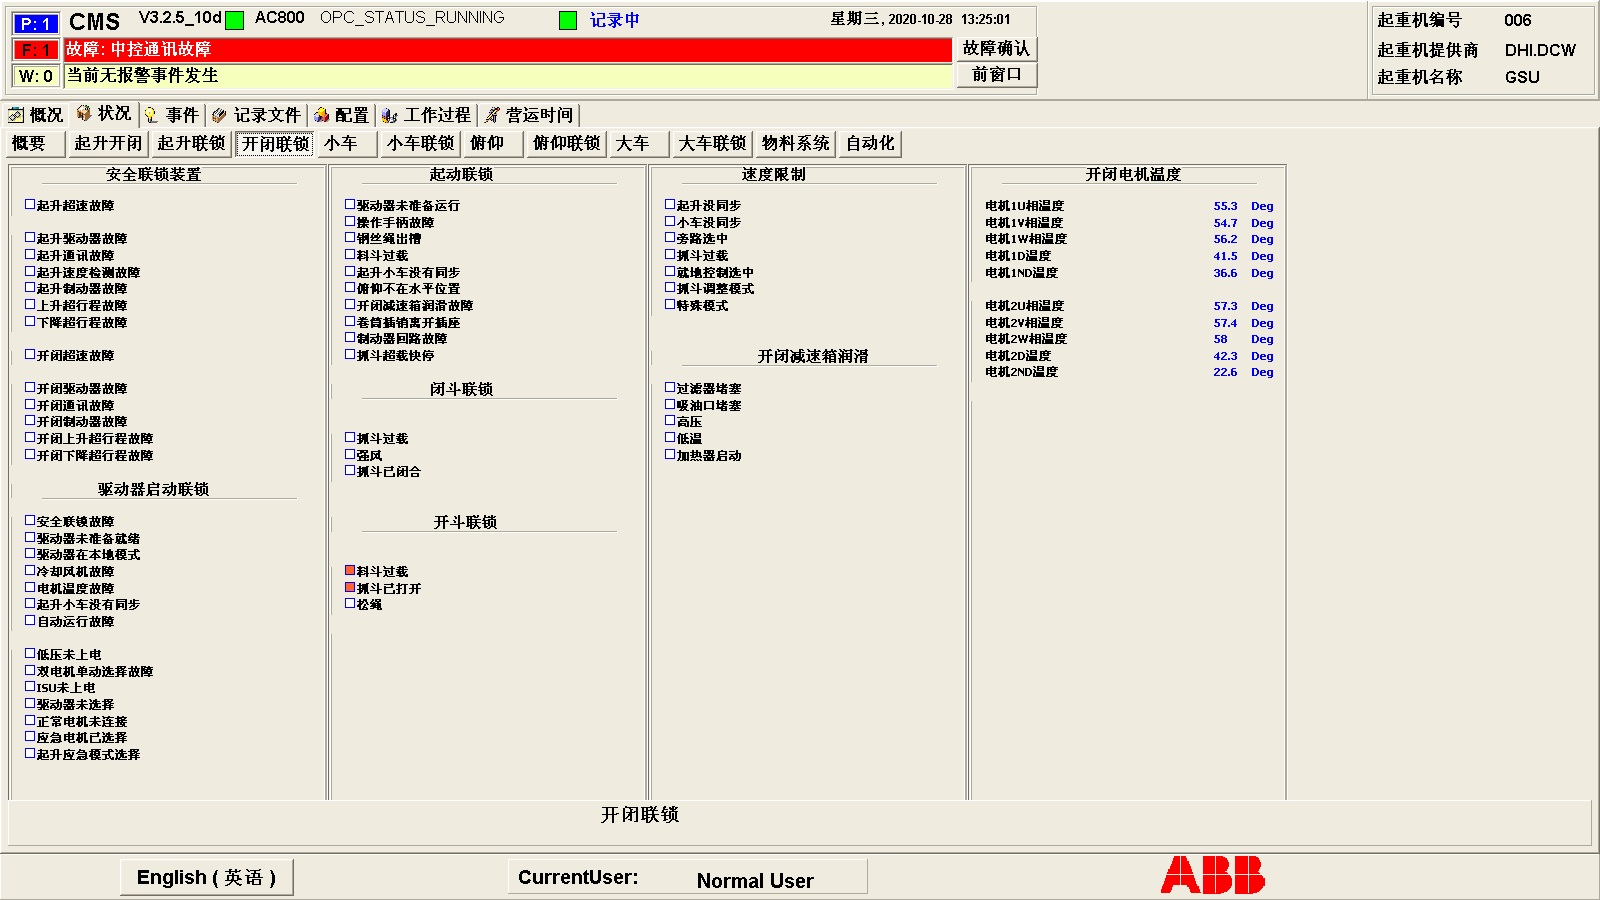 P: 1 CMS V3.2.5_10d AC800 OPC_STATUS_RUNNING 记录中 星期三, 2020-10-28 13:25:01
F: 1 故障: 中控通讯故障 故障确认
W: 0 当前无报警事件发生 前窗口
起重机编号 006
起重机提供商 DHI.DCW
起重机名称 GSU
概况 状况 事件 记录文件 配置 工作过程 营运时间
概要 起升开闭 起升联锁 开闭联锁 小车 小车联锁 俯仰 俯仰联锁 大车 大车联锁 物料系统 自动化
安全联锁装置
起升超速故障
起升驱动器故障
起升通讯故障
起升速度检测故障
起升制动器故障
上升超行程故障
下降超行程故障
开闭超速故障
开闭驱动器故障
开闭通讯故障
开闭制动器故障
开闭上升超行程故障
开闭下降超行程故障
驱动器启动联锁
安全联锁故障
驱动器未准备就绪
驱动器在本地模式
冷却风机故障
电机温度故障
起升小车没有同步
自动运行故障
低压未上电
双电机单动选择故障
ISU未上电
驱动器未选择
正常电机未连接
应急电机已选择
起升应急模式选择
起动联锁
驱动器未准备运行
操作手柄故障
钢丝绳出槽
料斗过载
起升小车没有同步
俯仰不在水平位置
开闭减速箱润滑故障
卷筒插销离开插座
制动器回路故障
抓斗超载快停
闭斗联锁
抓斗过载
强风
抓斗已闭合
开斗联锁
料斗过载
抓斗已打开
松绳
速度限制
起升没同步
小车没同步
旁路选中
抓斗过载
就地控制选中
抓斗调整模式
特殊模式
开闭减速箱润滑
过滤器堵塞
吸油口堵塞
高压
低温
加热器启动
开闭电机温度
电机1U相温度 55.3 Deg
电机1V相温度 54.7 Deg
电机1W相温度 56.2 Deg
电机1D温度 41.5 Deg
电机1ND温度 36.6 Deg
电机2U相温度 57.3 Deg
电机2V相温度 57.4 Deg
电机2W相温度 58 Deg
电机2D温度 42.3 Deg
电机2ND温度 22.6 Deg
开闭联锁
English ( 英语 ) CurrentUser: Normal User ABB